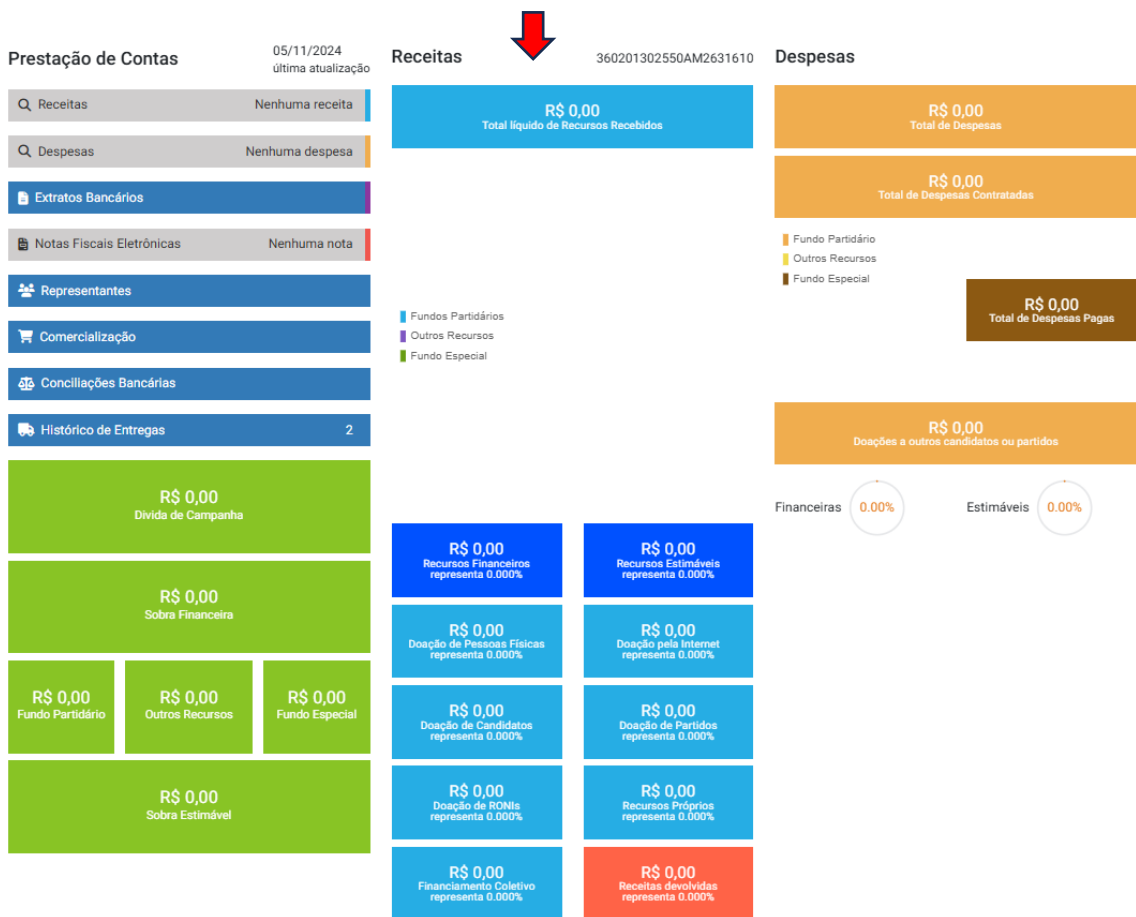 Prestação de Contas
05/11/2024
última atualização
Receitas
Nenhuma receita
Despesas
Nenhuma despesa
Extratos Bancários
Notas Fiscais Eletrônicas
Nenhuma nota
Representantes
Comercialização
Conciliações Bancárias
Histórico de Entregas
2
R$ 0,00
Divida de Campanha
R$ 0,00
Sobra Financeira
R$ 0,00
Fundo Partidário
R$ 0,00
Outros Recursos
R$ 0,00
Fundo Especial
R$ 0,00
Sobra Estimável
Receitas
360201302550AM2631610
R$ 0,00
Total líquido de Recursos Recebidos
Fundos Partidários
Outros Recursos
Fundo Especial
R$ 0,00
Recursos Financeiros
representa 0.000%
R$ 0,00
Recursos Estimáveis
representa 0.000%
R$ 0,00
Doação de Pessoas Físicas
representa 0.000%
R$ 0,00
Doação pela Internet
representa 0.000%
R$ 0,00
Doação de Candidatos
representa 0.000%
R$ 0,00
Doação de Partidos
representa 0.000%
R$ 0,00
Doação de RONIs
representa 0.000%
R$ 0,00
Recursos Próprios
representa 0.000%
R$ 0,00
Financiamento Coletivo
representa 0.000%
R$ 0,00
Receitas devolvidas
representa 0.000%
Despesas
R$ 0,00
Total de Despesas
R$ 0,00
Total de Despesas Contratadas
Fundo Partidário
Outros Recursos
Fundo Especial
R$ 0,00
Total de Despesas Pagas
R$ 0,00
Doações a outros candidatos ou partidos
Financeiras
0.00%
Estimáveis
0.00%